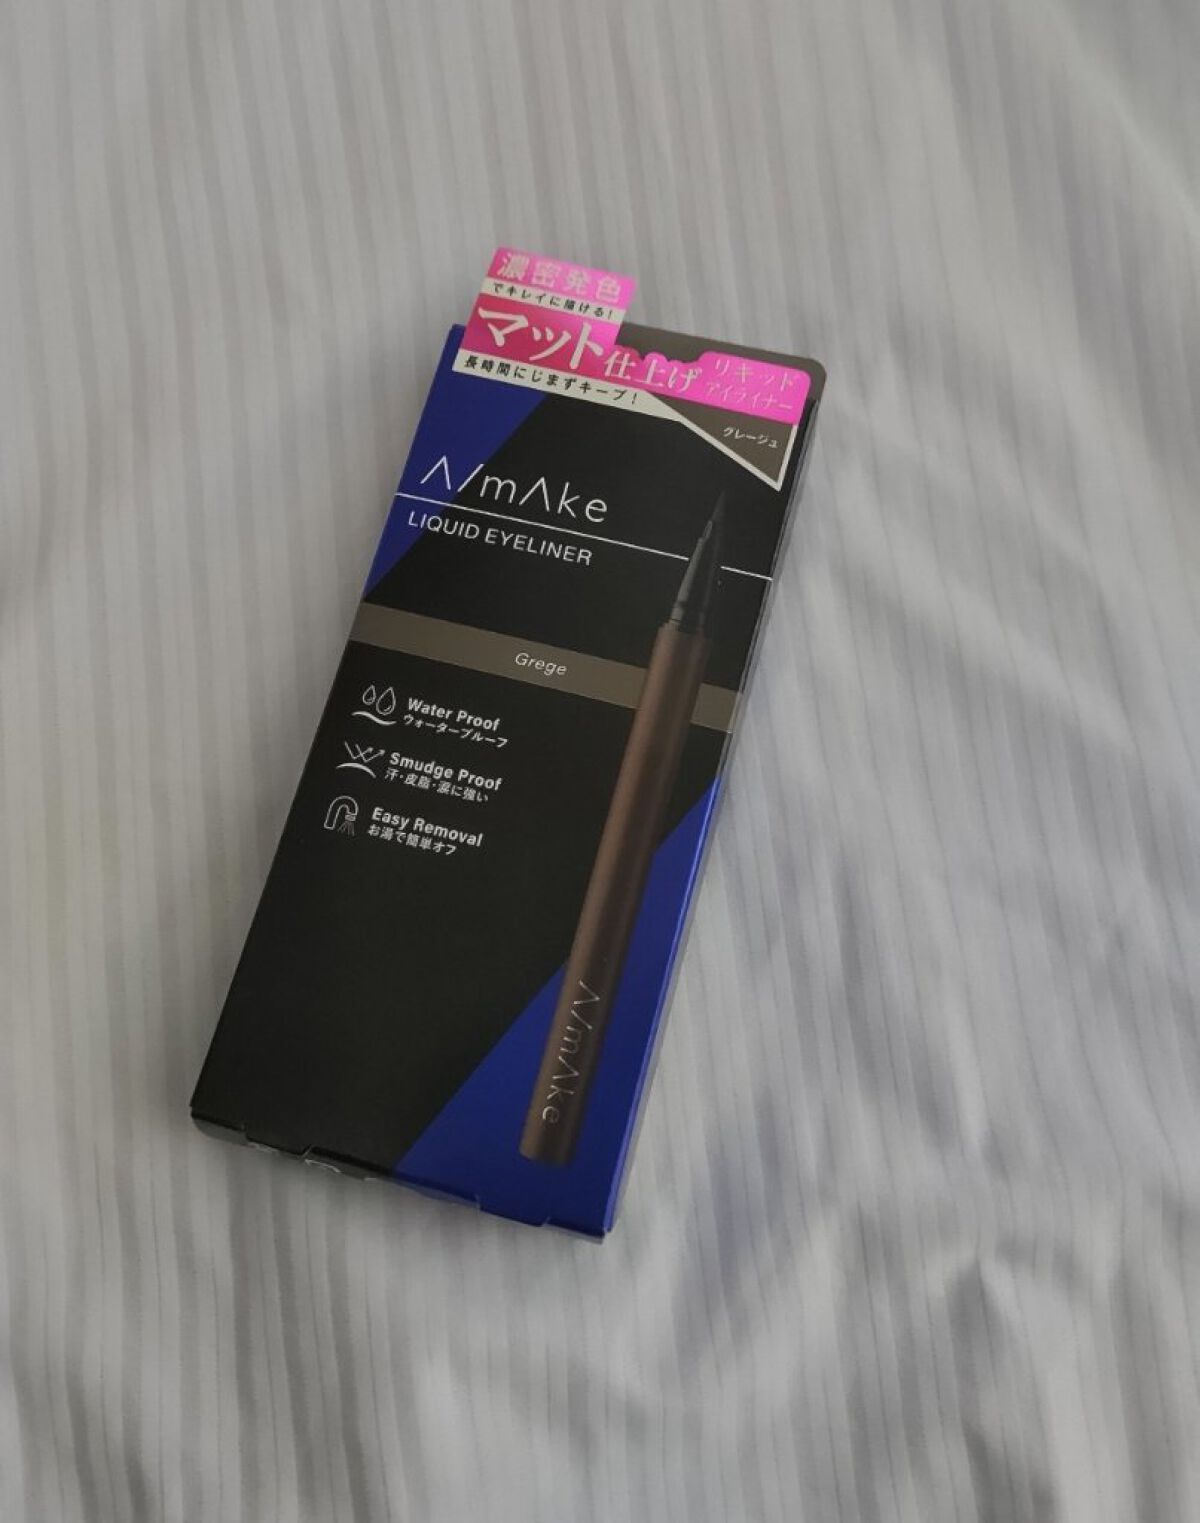 濃密発色
でキレイに描ける!
マット仕上げ
リキッド
アイライナー
長時間にじまずキープ!
グレージュ
A/mAke
LIQUID EYELINER
Grege
Water Proof
ウォータープルーフ
Smudge Proof
汗・皮脂・涙に強い
Easy Removal
お湯で簡単オフ
A/mAke